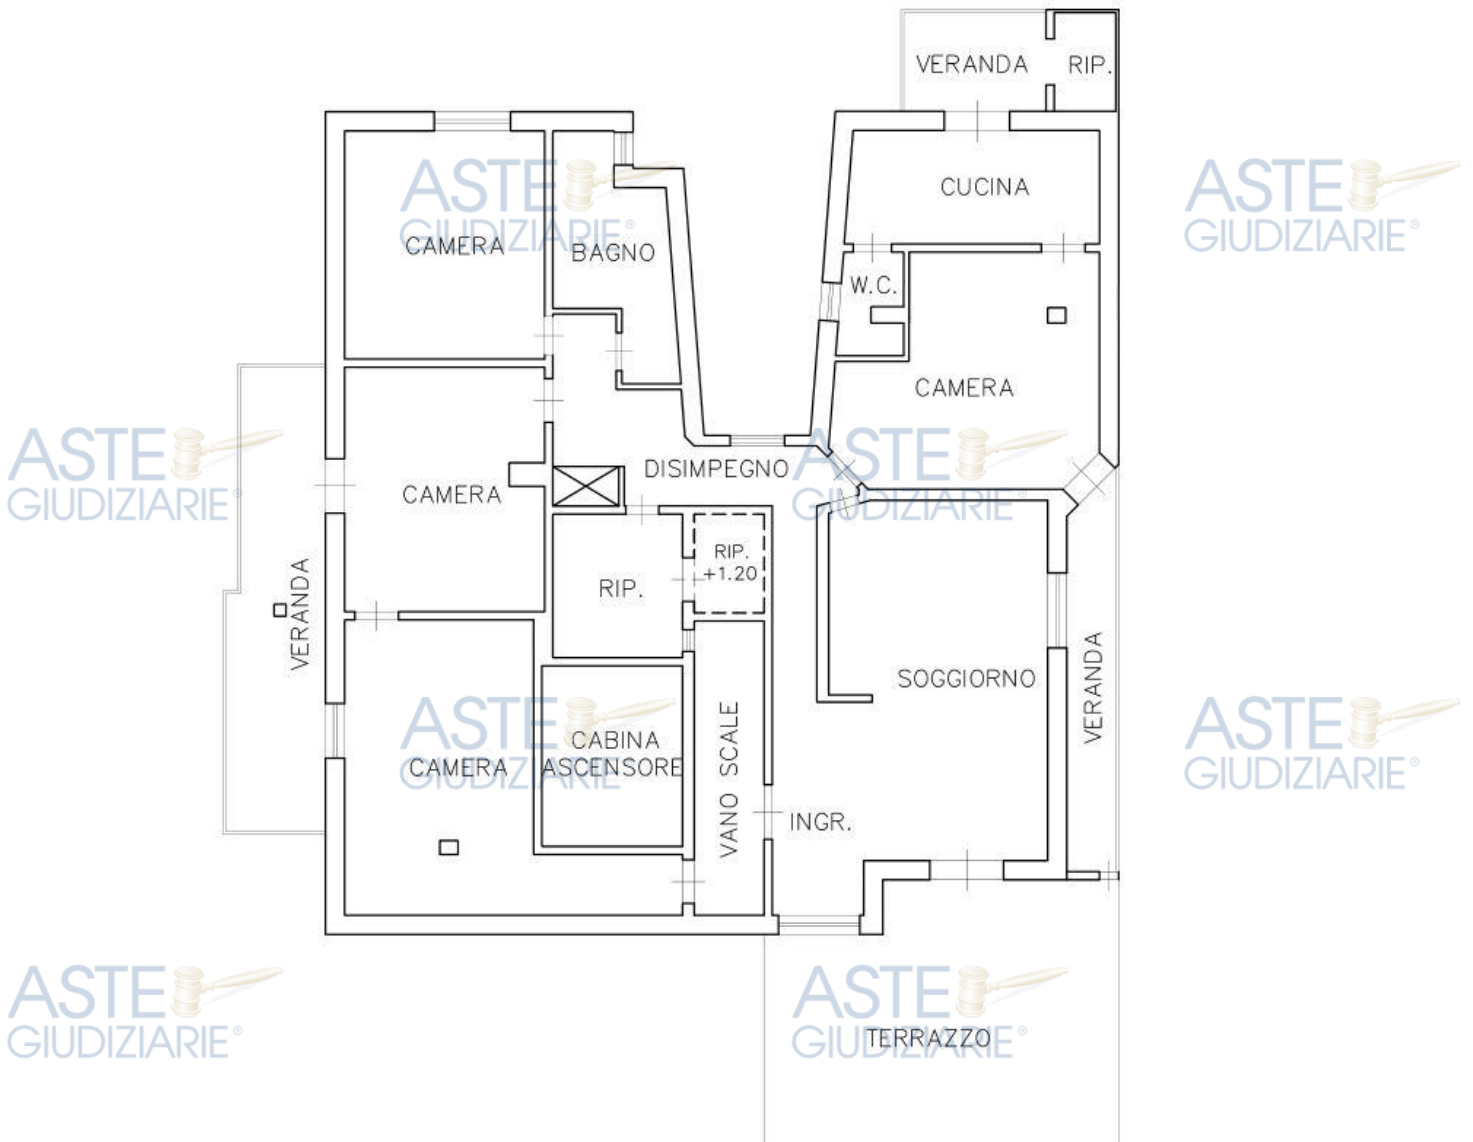 VERANDA
RIP.
CUCINA
ASTE
GIUDIZIARIE®
ASTE
GIUDIZIARIE®
CAMERA
BAGNO
W.C.
CAMERA
ASTE
GIUDIZIARIE®
ASTE
GIUDIZIARIE®
DISIMPEGNO
CAMERA
RIP.
+1.20
RIP.
VERANDA
SOGGIORNO
VERANDA
ASTE
GIUDIZIARIE®
ASTE
GIUDIZIARIE®
CABINA
ASCENSORE
CAMERA
VANO SCALE
INGR.
ASTE
GIUDIZIARIE®
ASTE
GIUDIZIARIE®
TERRAZZO